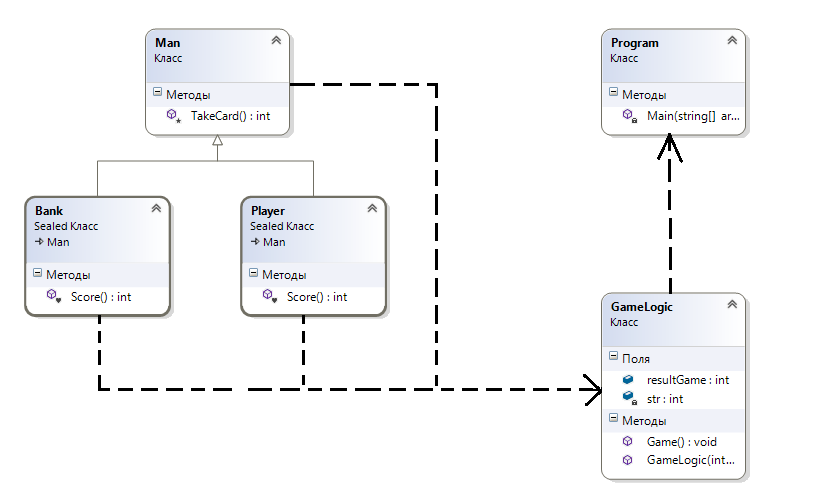 Man
Класс
Методы
TakeCard() : int
Program
Класс
Методы
Main(string[] ar...
Bank
Sealed Класс
Man
Методы
Score() : int
Player
Sealed Класс
Man
Методы
Score() : int
GameLogic
Класс
Поля
resultGame : int
str : int
Методы
Game() : void
GameLogic(int...